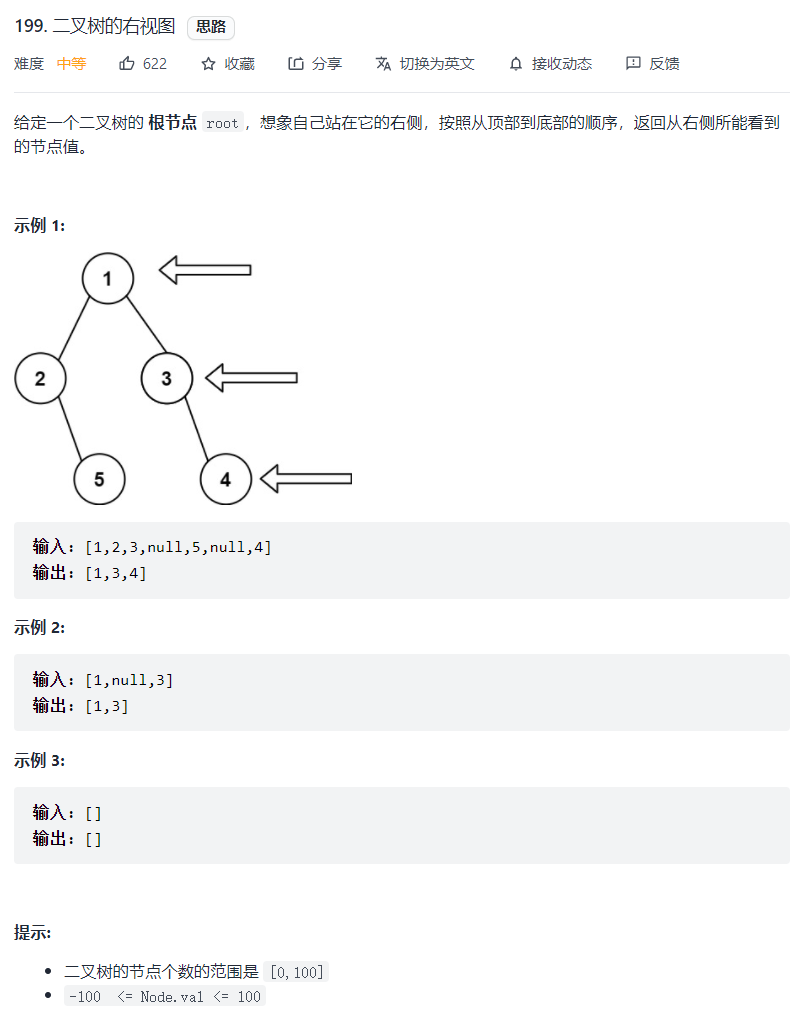 199. 二叉树的右视图 思路
难度 中等 622 收藏 分享 切换为英文 接收动态 反馈
给定一个二叉树的 根节点 root，想象自己站在它的右侧，按照从顶部到底部的顺序，返回从右侧所能看到
的节点值。
示例 1:
1
2 3
5 4
输入：[1,2,3,null,5,null,4]
输出：[1,3,4]
示例 2:
输入：[1,null,3]
输出：[1,3]
示例 3:
输入：[]
输出：[]
提示:
二叉树的节点个数的范围是 [0,100]
-100 <= Node.val <= 100